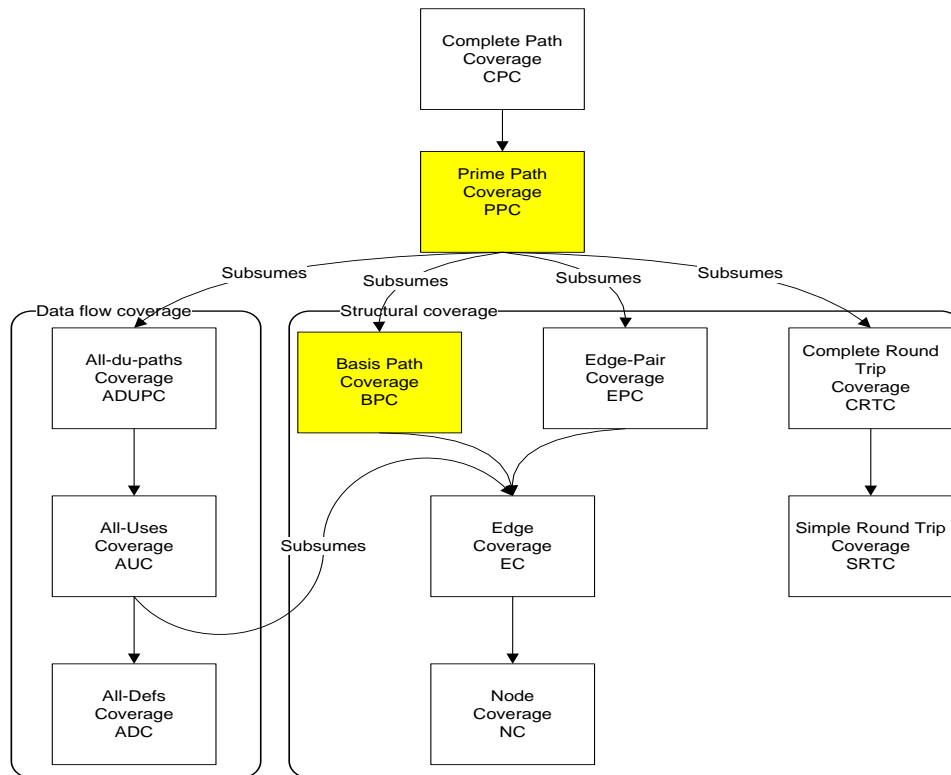 Complete Path
Coverage
CPC
Prime Path
Coverage
PPC
Subsumes
Subsumes
Subsumes
Subsumes
Data flow coverage
Structural coverage
All-du-paths
Coverage
ADUPC
Basis Path
Coverage
BPC
Edge-Pair
Coverage
EPC
Complete Round
Trip
Coverage
CRTC
All-Uses
Coverage
AUC
Subsumes
Edge
Coverage
EC
Simple Round Trip
Coverage
SRTC
All-Defs
Coverage
ADC
Node
Coverage
NC